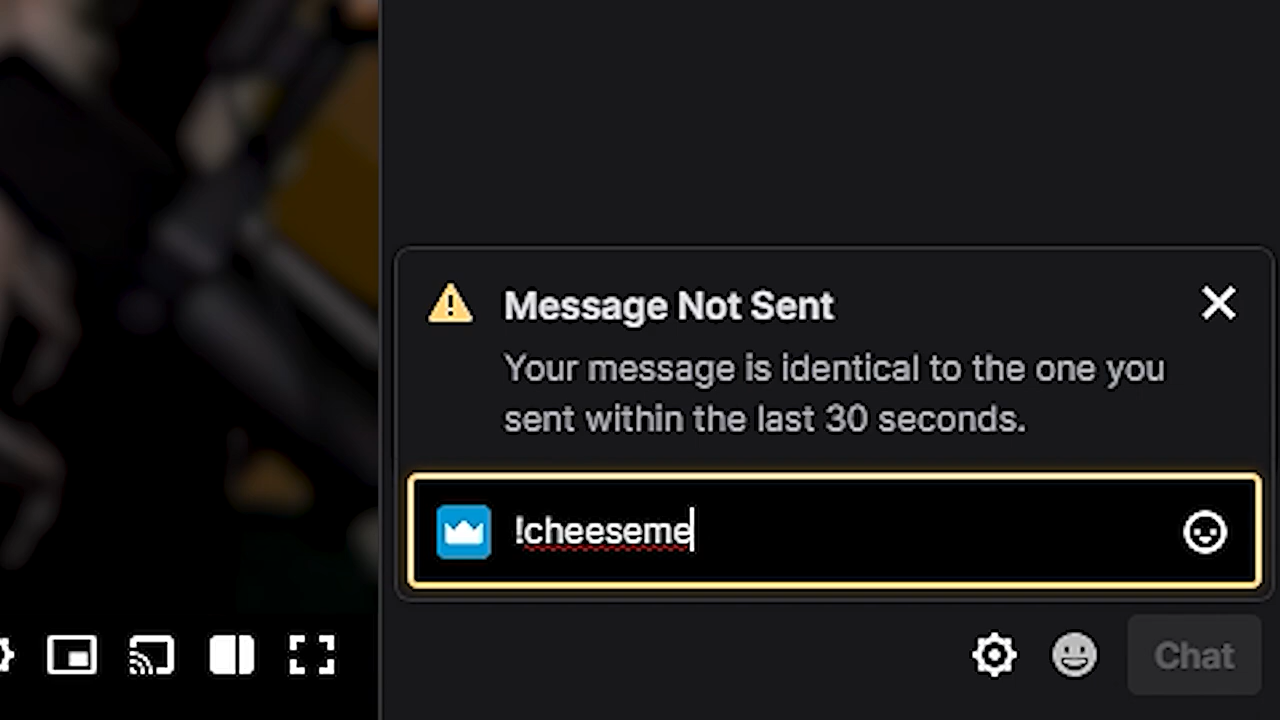 Message Not Sent
Your message is identical to the one you
sent within the last 30 seconds.
!cheeseme
Chat